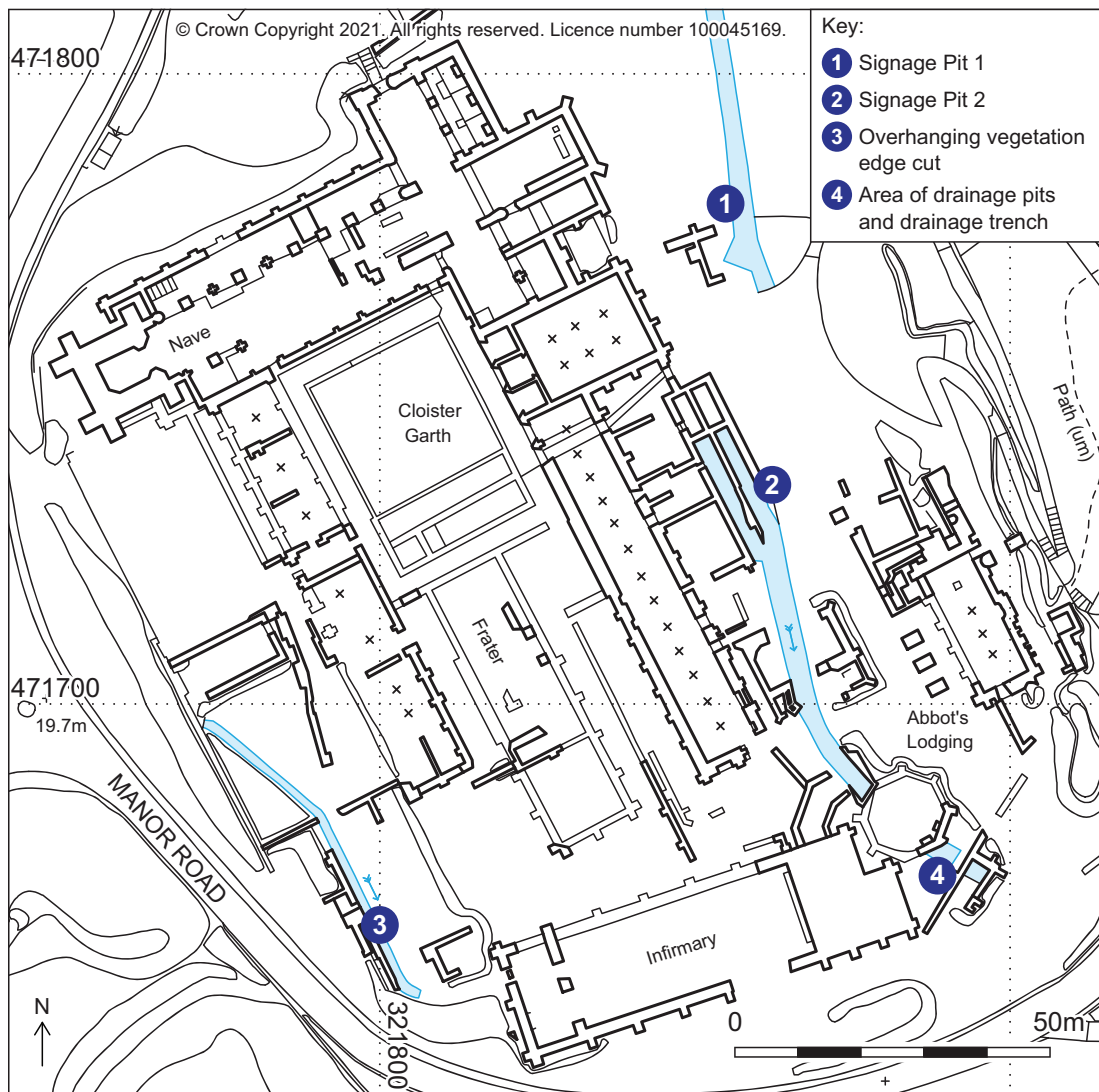 © Crown Copyright 2021. All rights reserved. Licence number 100045169.
471800
Key:
1 Signage Pit 1
2 Signage Pit 2
3 Overhanging vegetation
edge cut
4 Area of drainage pits
and drainage trench
1
Nave
Cloister
Garth
Path (um)
2
Frater
471700
19.7m
Abbot's
Lodging
MANOR ROAD
4
3
Infirmary
N
321800
0
50m